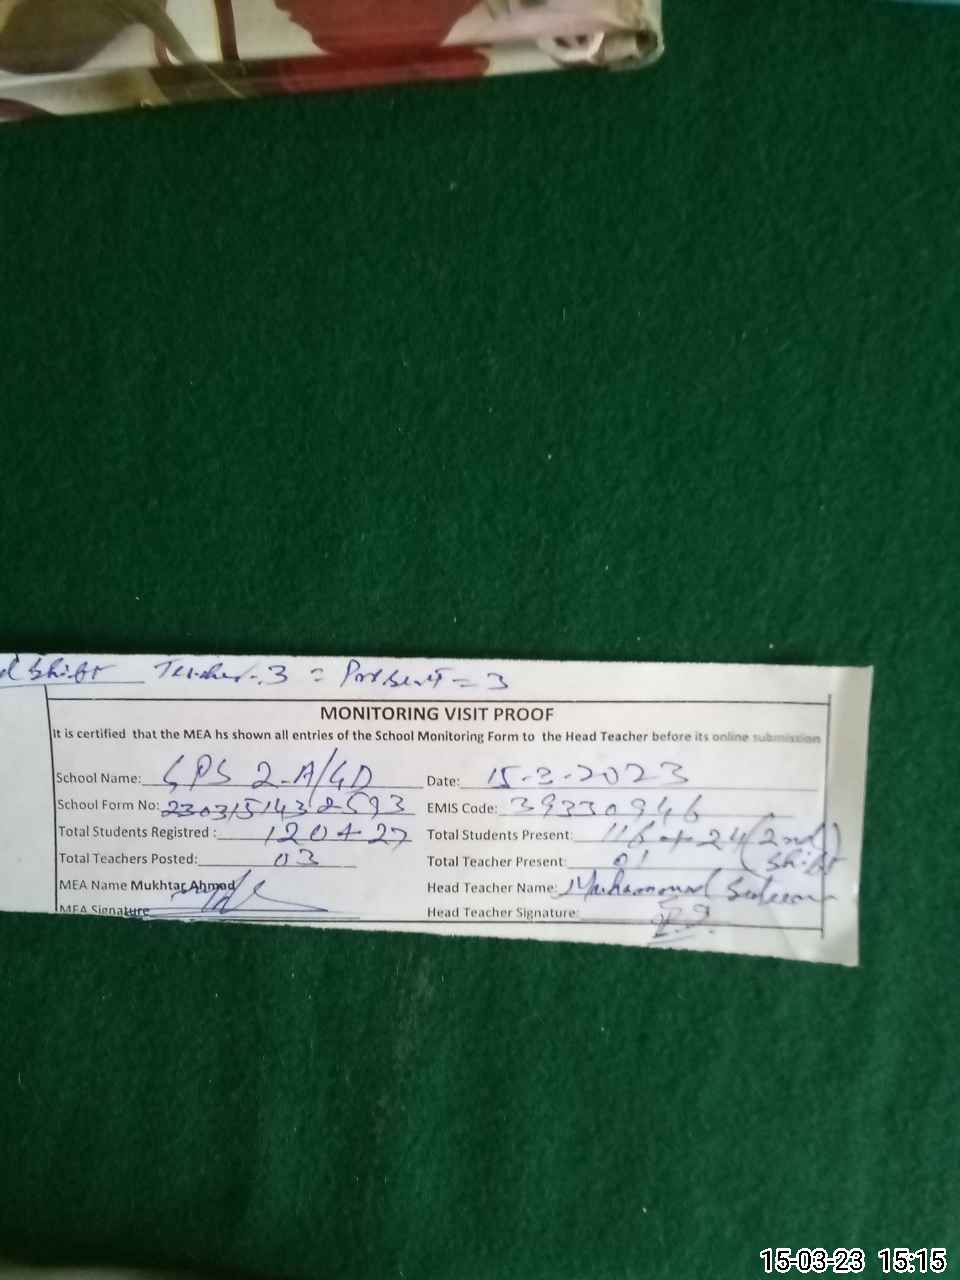 d Shift Teacher-3 = Present = 3
MONITORING VISIT PROOF
It is certified that the MEA hs shown all entries of the School Monitoring Form to the Head Teacher before its online submission
School Name: GPS 2-A/GD Date: 15-3-2023
School Form No: 2303151432593 EMIS Code: 39330946
Total Students Registered : 120+27 Total Students Present: 116+24 (2nd Shift)
Total Teachers Posted: 03 Total Teacher Present: 01
MEA Name Mukhtar Ahmad Head Teacher Name: Muhammad
MEA Signature Head Teacher Signature:
15-03-23 15:15